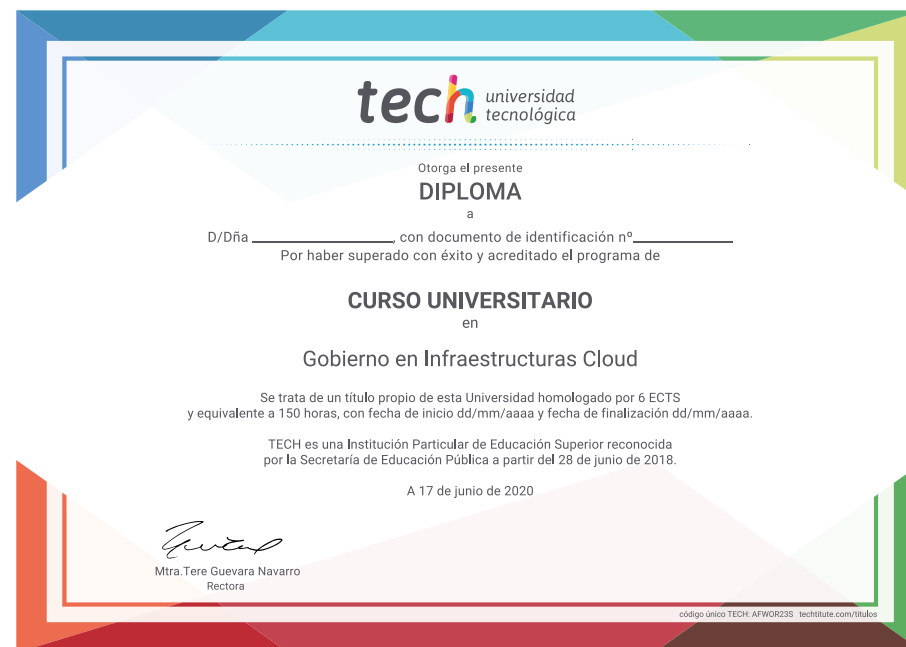 tech universidad
tecnológica
Otorga el presente
DIPLOMA
a
D/Dña ____________________, con documento de identificación nº______________
Por haber superado con éxito y acreditado el programa de
CURSO UNIVERSITARIO
en
Gobierno en Infraestructuras Cloud
Se trata de un título propio de esta Universidad homologado por 6 ECTS
y equivalente a 150 horas, con fecha de inicio dd/mm/aaaa y fecha de finalización dd/mm/aaaa.
TECH es una Institución Particular de Educación Superior reconocida
por la Secretaría de Educación Pública a partir del 28 de junio de 2018.
A 17 de junio de 2020
Mtra.Tere Guevara Navarro
Rectora
código único TECH: AFWOR23S techtitute.com/titulos